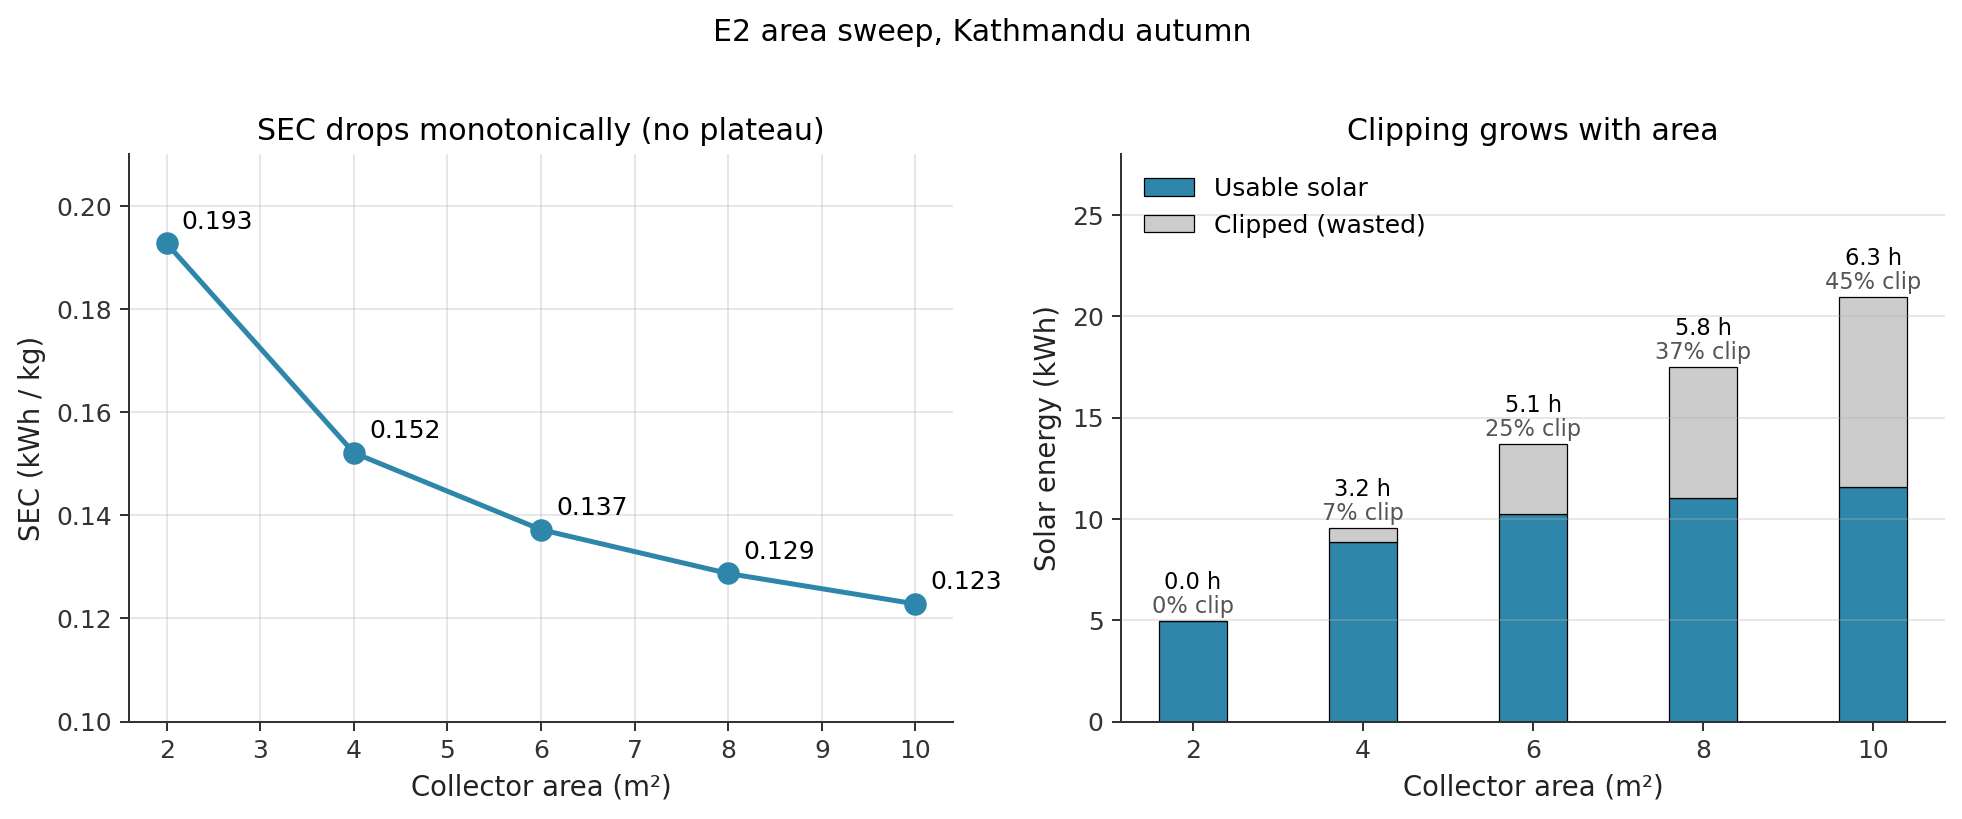 E2 area sweep, Kathmandu autumn
SEC drops monotonically (no plateau)
SEC (kWh / kg)
0.20
0.18
0.16
0.14
0.12
0.10
0.193
0.152
0.137
0.129
0.123
2 3 4 5 6 7 8 9 10
Collector area (m²)
Clipping grows with area
Usable solar
Clipped (wasted)
Solar energy (kWh)
25
20
15
10
5
0
0.0 h
0% clip
3.2 h
7% clip
5.1 h
25% clip
5.8 h
37% clip
6.3 h
45% clip
2 4 6 8 10
Collector area (m²)